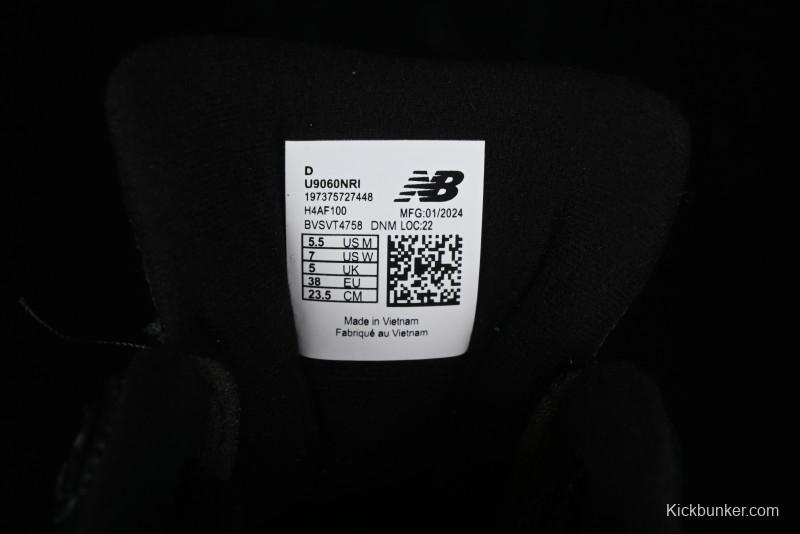 D
U9060NRI
197375727448
NB
H4AF100
MFG:01/2024
BVSVT4758 DNM LOC:22
5.5 US M
7 US W
5 UK
38 EU
23.5 CM
Made in Vietnam
Fabriqué au Vietnam
Kickbunker.com